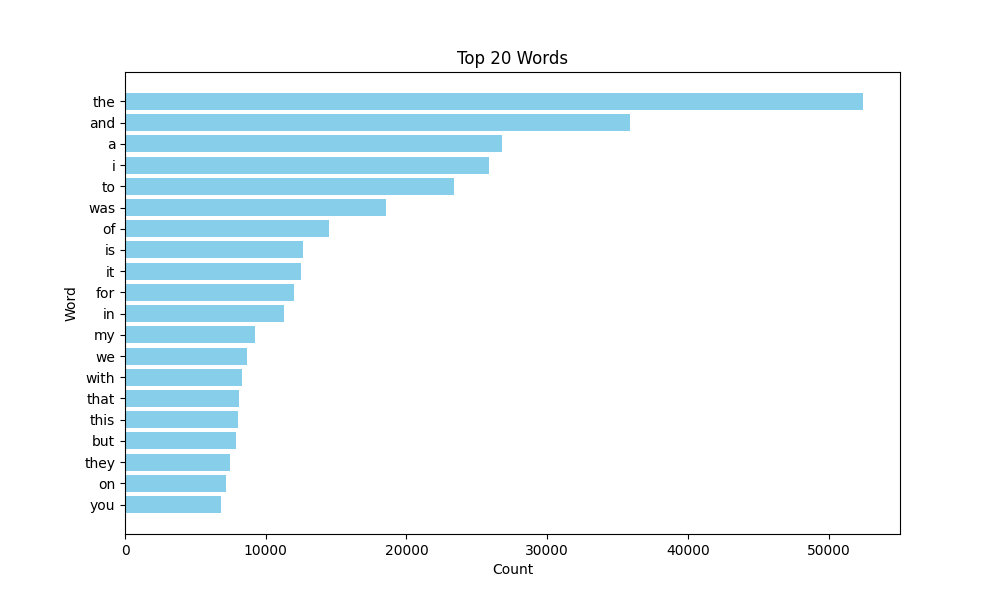 Top 20 Words
Word
the
and
a
i
to
was
of
is
it
for
in
my
we
with
that
this
but
they
on
you
0 10000 20000 30000 40000 50000
Count